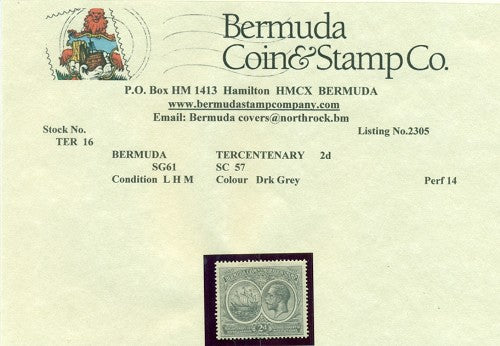 Bermuda
Coin&Stamp Co.
P.O. Box HM 1413 Hamilton HMCX BERMUDA
www.bermudastampcompany.com
Email: Bermuda covers@northrock.bm
Stock No. Listing No.2305
TER 16
BERMUDA TERCENTENARY 2d
SG61 SC 57
Condition L H M Colour Drk Grey Perf 14
2d